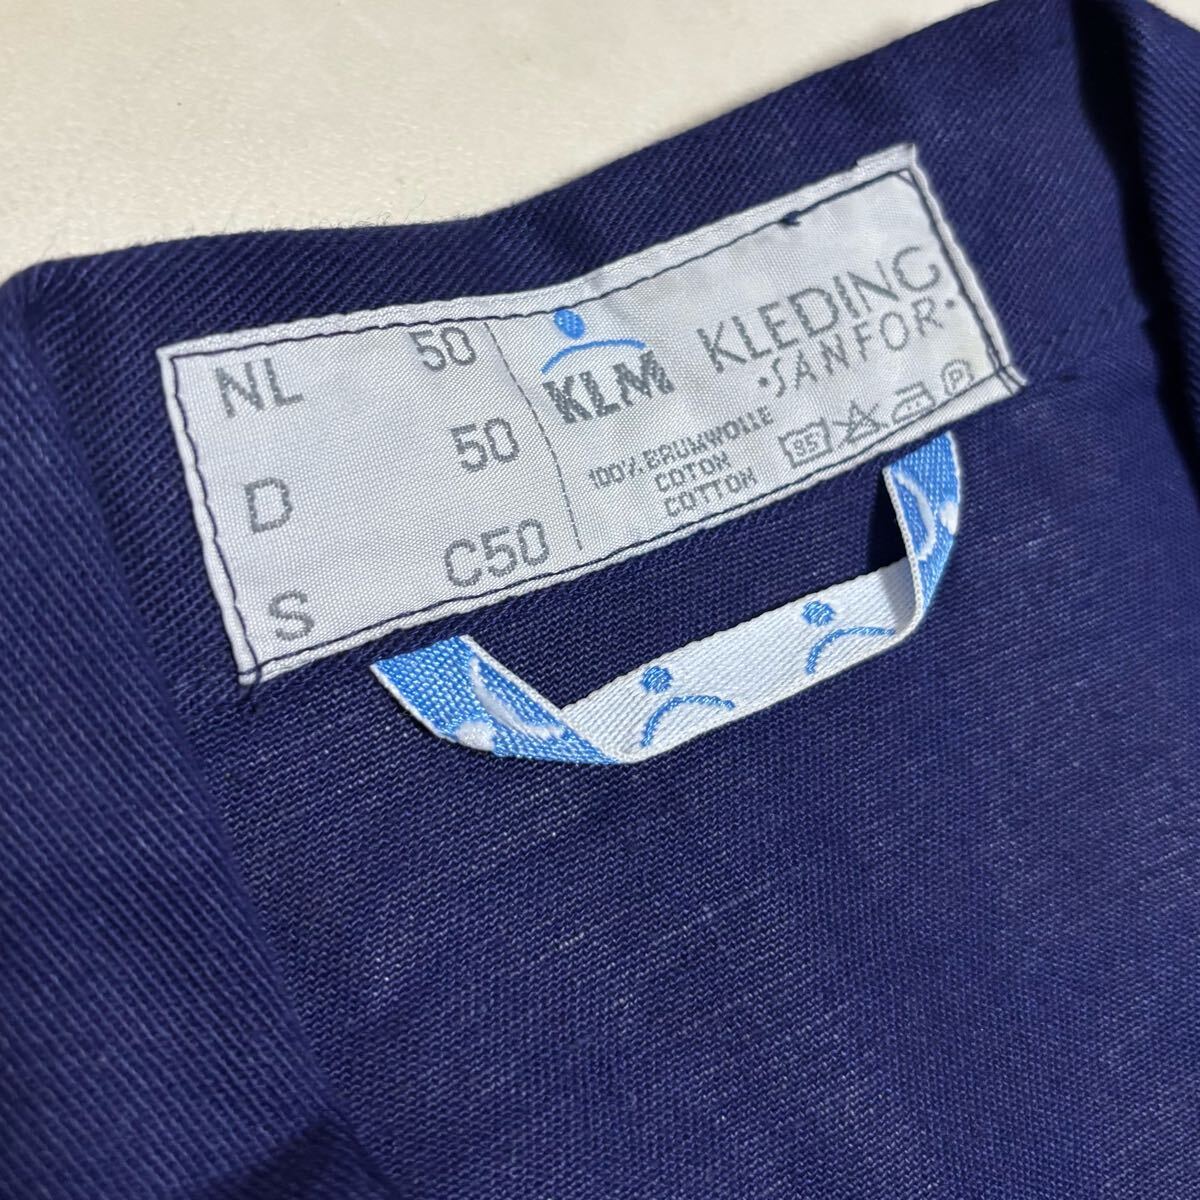 NL 50
D 50
S C50
KLM KLEDING
·SANFOR·
100% BAUMWOLLE
COTON
COTTON
95
P